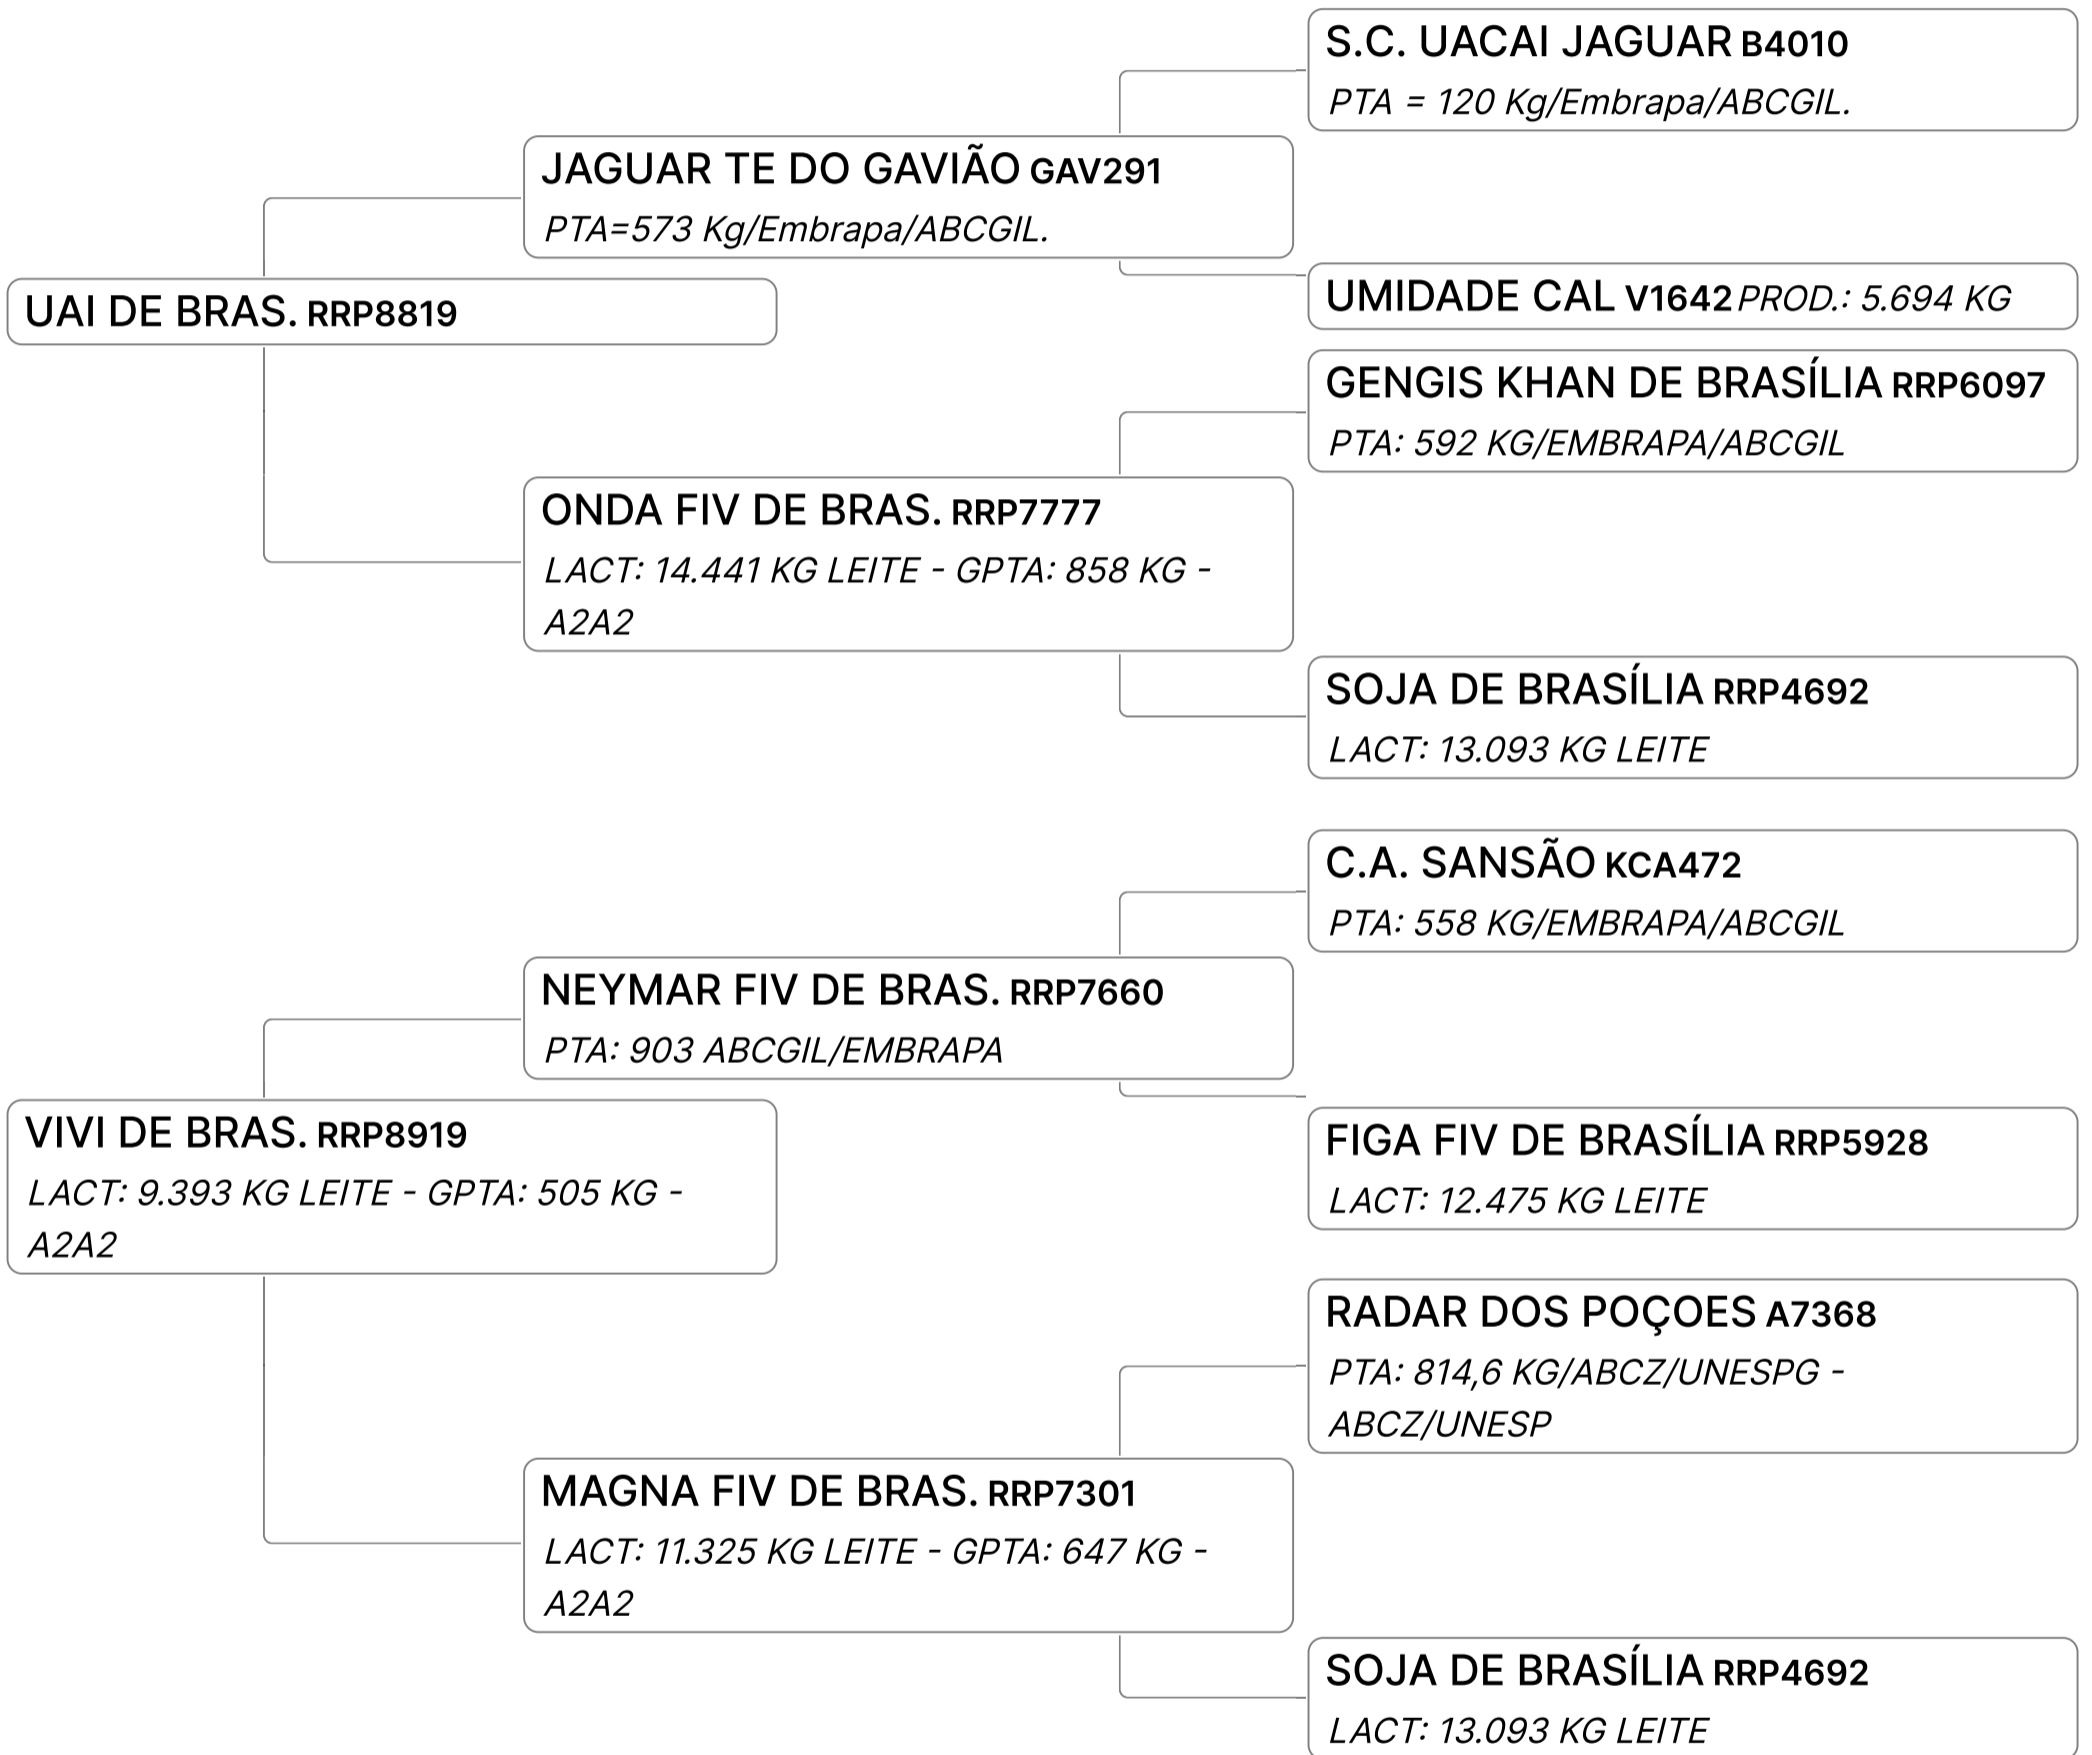 S.C. UACAI JAGUAR B4010
PTA = 120 Kg/Embrapa/ABCGIL.
JAGUAR TE DO GAVIÃO GAV291
PTA=573 Kg/Embrapa/ABCGIL.
UMIDADE CAL V1642 PROD.: 5.694 KG
UAI DE BRAS. RRP8819
GENGIS KHAN DE BRASÍLIA RRP6097
PTA: 592 KG/EMBRAPA/ABCGIL
ONDA FIV DE BRAS. RRP7777
LACT: 14.441 KG LEITE - GPTA: 858 KG -
A2A2
SOJA DE BRASÍLIA RRP4692
LACT: 13.093 KG LEITE
C.A. SANSÃO KCA472
PTA: 558 KG/EMBRAPA/ABCGIL
NEYMAR FIV DE BRAS. RRP7660
PTA: 903 ABCGIL/EMBRAPA
FIGA FIV DE BRASÍLIA RRP5928
LACT: 12.475 KG LEITE
VIVI DE BRAS. RRP8919
LACT: 9.393 KG LEITE - GPTA: 505 KG -
A2A2
RADAR DOS POÇOES A7368
PTA: 814,6 KG/ABCZ/UNESPG -
ABCZ/UNESP
MAGNA FIV DE BRAS. RRP7301
LACT: 11.325 KG LEITE - GPTA: 647 KG -
A2A2
SOJA DE BRASÍLIA RRP4692
LACT: 13.093 KG LEITE